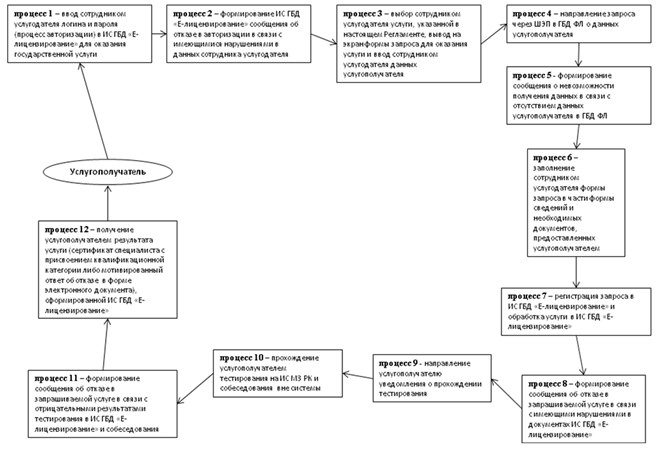 процесс 1 – ввод сотрудником
услугодателя логина и пароля
(процесс авторизации) в ИС ГБД «Е-
лицензирование» для оказания
государственной услуги
процесс 2 – формирование ИС ГБД
«Е-лицензирование» сообщения
об отказе в авторизации в связи с
имеющимися нарушениями в
данных сотрудника услугодателя
процесс 3 – выбор сотрудником
услугодателя услуги, указанной в
настоящем Регламенте, вывод на
экран формы запроса для оказания
услуги и ввод сотрудником
услугодателя данных
услугополучателя
процесс 4 – направление запроса
через ШЭП в ГБД ФЛ о данных
услугополучателя
процесс 5 - формирование
сообщения о невозможности
получения данных в связи с
отсутствием данных
услугополучателя в ГБД ФЛ
процесс 6 –
заполнение
сотрудником
услугодателя формы
запроса в части формы
сведений и
необходимых
документов,
предоставленных
услугополучателем
процесс 7 – регистрация запроса в
ИС ГБД «Е-лицензирование» и
обработка услуги в ИС ГБД «Е-
лицензирование»
процесс 8 – формирование
сообщения об отказе в
запрашиваемой услуге в связи
с имеющими нарушениями в
документах ИС ГБД «Е-
лицензирование»
процесс 9 - направление
услугополучателю
уведомления о прохождении
тестирования
процесс 10 – прохождение
услугополучателем
тестирования на ИС МЗ РК и
собеседования вне системы
процесс 11 – формирование
сообщения об отказе в
запрашиваемой услуге в связи с
отрицательными результатами
тестирования в ИС ГБД «Е-
лицензирование» и собеседования
процесс 12 – получение
услугополучателем результата
услуги (сертификат специалиста с
присвоением квалификационной
категории либо мотивированный
ответ об отказе в форме
электронного документа),
сформированной ИС ГБД «Е-
лицензирование»
Услугополучатель